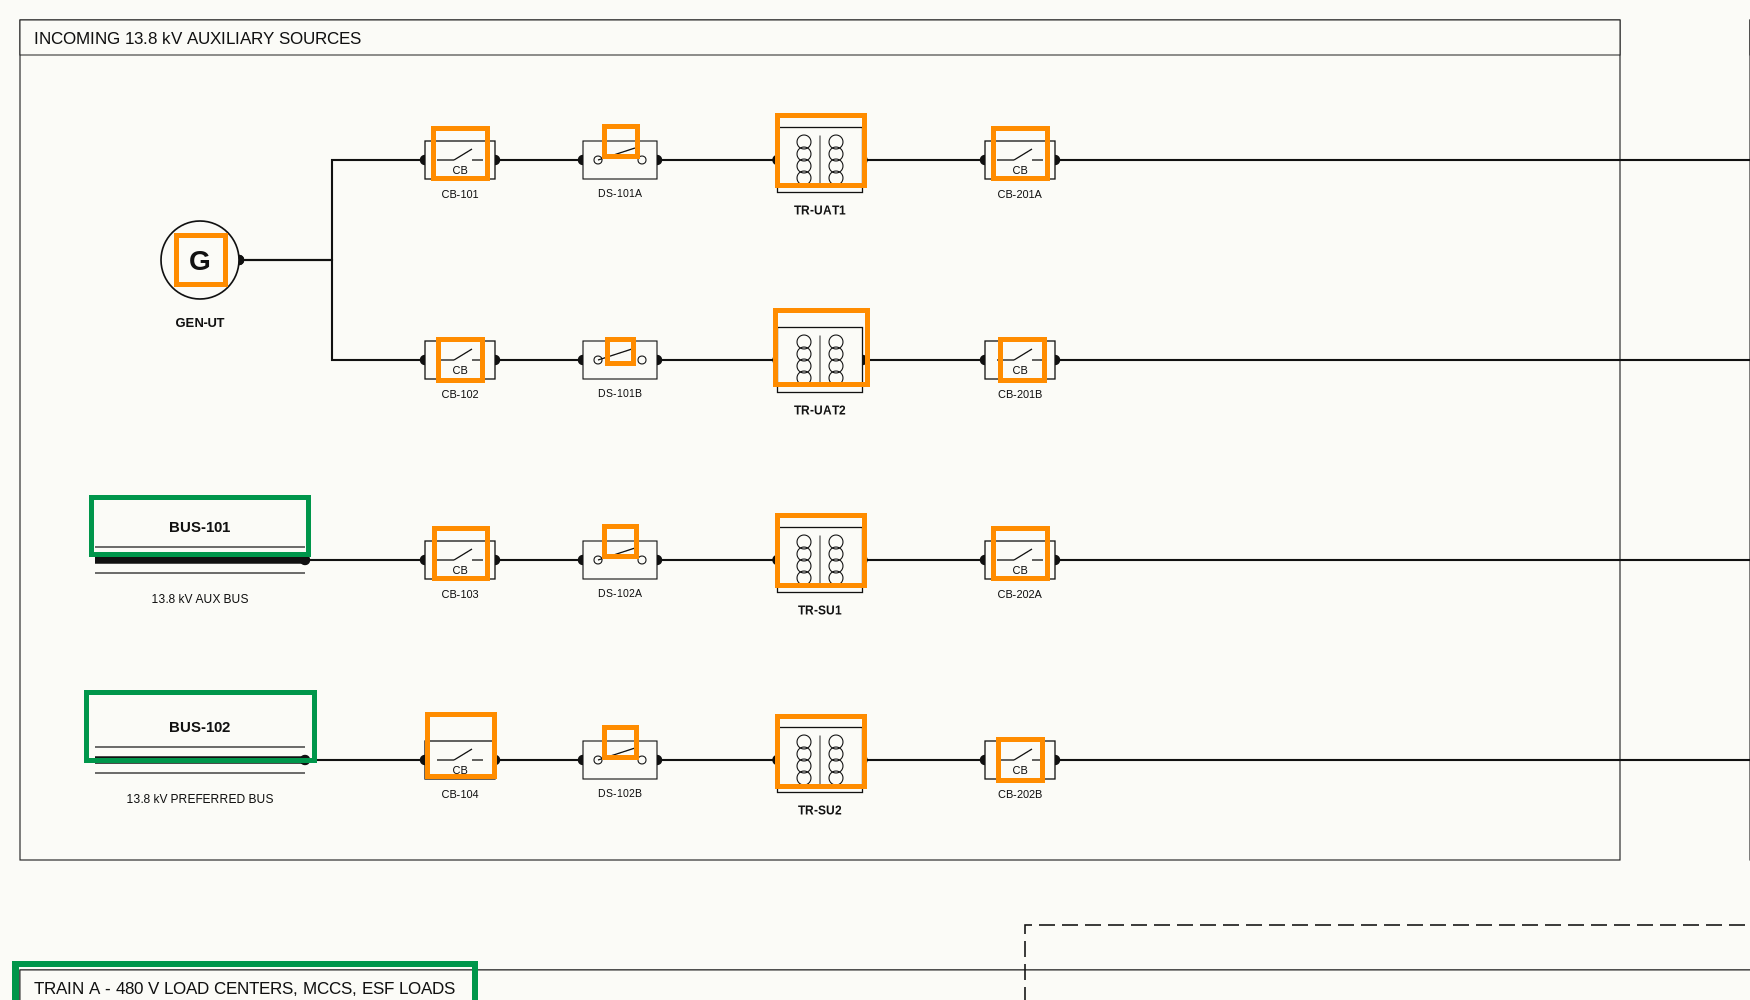 INCOMING 13.8 kV AUXILIARY SOURCES
CB
CB
CB-101
DS-101A
CB-201A
TR-UAT1
G
GEN-UT
CB
CB
CB-102
DS-101B
CB-201B
TR-UAT2
BUS-101
CB
CB
13.8 kV AUX BUS
CB-103
DS-102A
CB-202A
TR-SU1
BUS-102
CB
CB
13.8 kV PREFERRED BUS
CB-104
DS-102B
CB-202B
TR-SU2
TRAIN A - 480 V LOAD CENTERS, MCCS, ESF LOADS